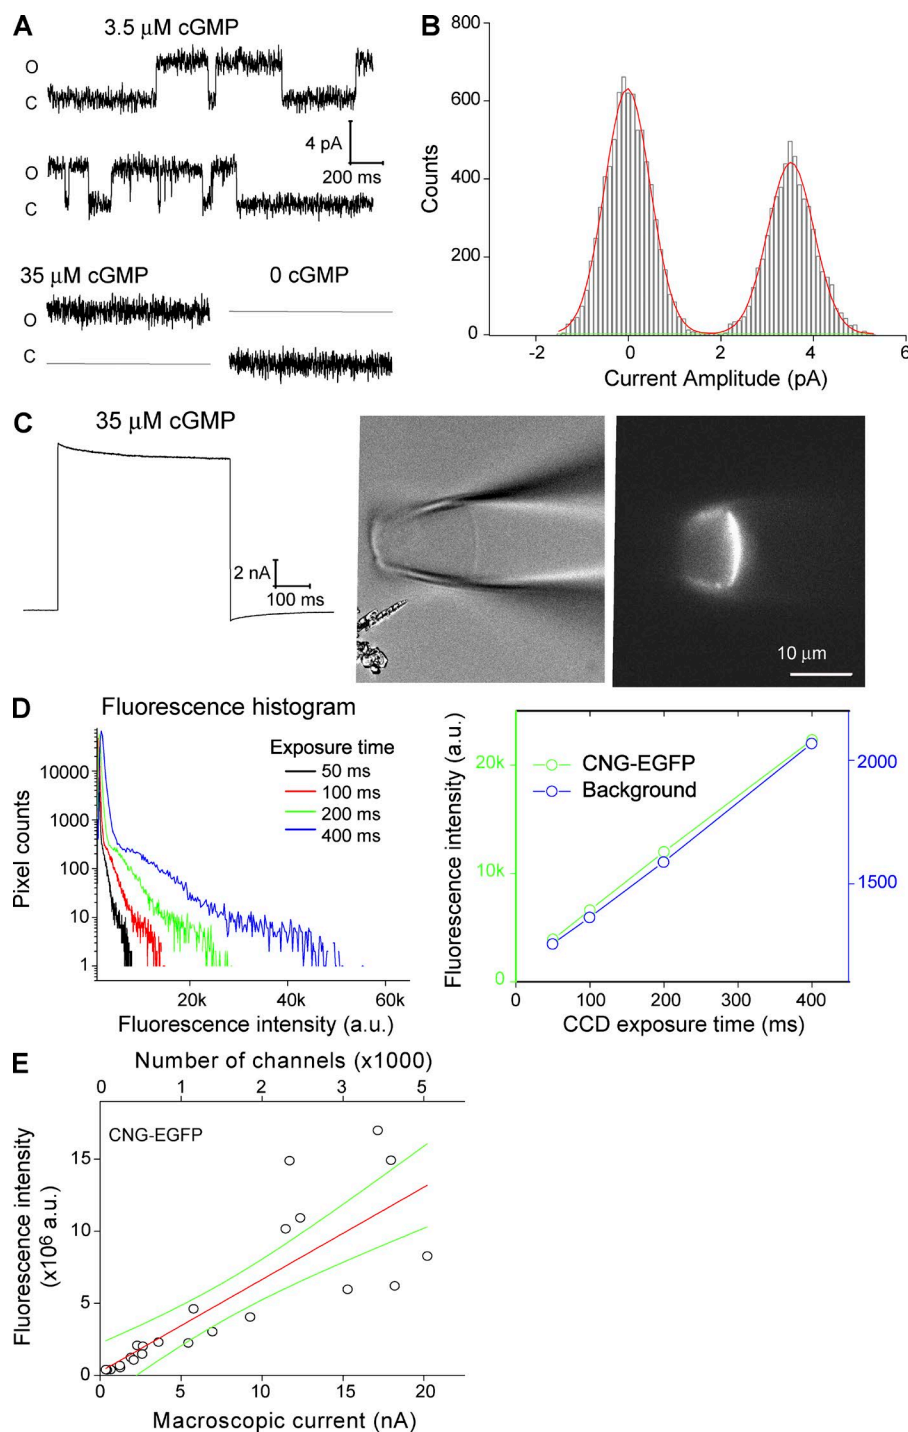 A
3.5 μM cGMP
O
C
4 pA
200 ms
O
C
35 μM cGMP
0 cGMP
O
C
B
800
600
400
200
0
Counts
-2
0
2
4
6
Current Amplitude (pA)
C
35 μM cGMP
2 nA
100 ms
10 μm
D
Fluorescence histogram
Exposure time
50 ms
100 ms
200 ms
400 ms
Pixel counts
10000
1000
100
10
1
20k
40k
60k
Fluorescence intensity (a.u.)
Fluorescence intensity (a.u.)
20k
10k
0
CNG-EGFP
Background
2000
1500
0
100
200
300
400
CCD exposure time (ms)
E
Number of channels (x1000)
0
1
2
3
4
5
CNG-EGFP
Fluorescence intensity
(x10⁶ a.u.)
15
10
5
0
0
5
10
15
20
Macroscopic current (nA)